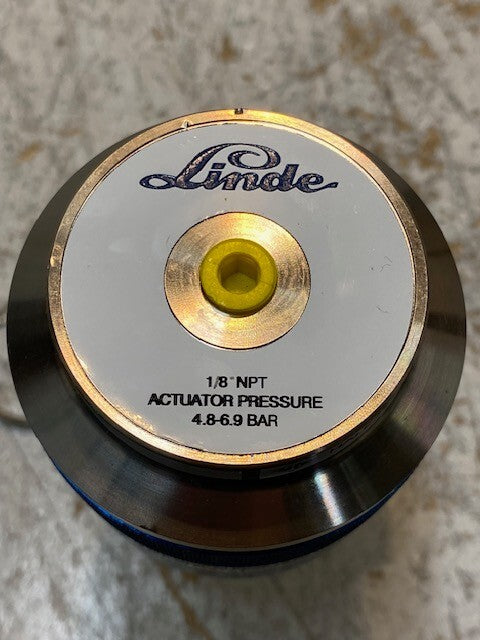 Linde
1/8" NPT
ACTUATOR PRESSURE
4.8-6.9 BAR